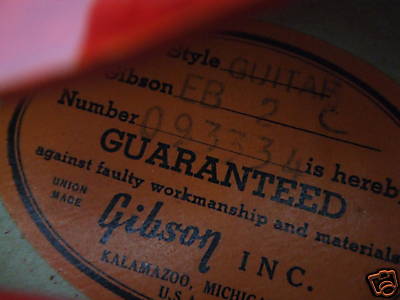 Style GUITAR
Gibson EB 2 C
Number 093334 is hereby
GUARANTEED
against faulty workmanship and materials
UNION
MADE
Gibson INC.
KALAMAZOO, MICHIGAN
U.S.